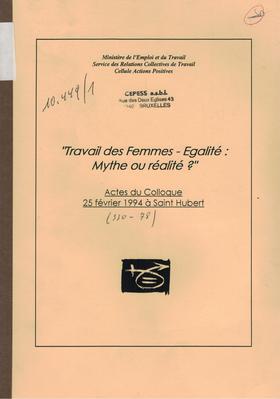 Ministère de l'Emploi et du Travail
Service des Relations Collectives de Travail
Cellule Actions Positives
10.449/1
CEPESS a.s.b.l.
Rue des Deux Eglises 43
BRUXELLES
"Travail des Femmes - Egalité :
Mythe ou réalité ?"
Actes du Colloque
25 février 1994 à Saint Hubert
(330-78)